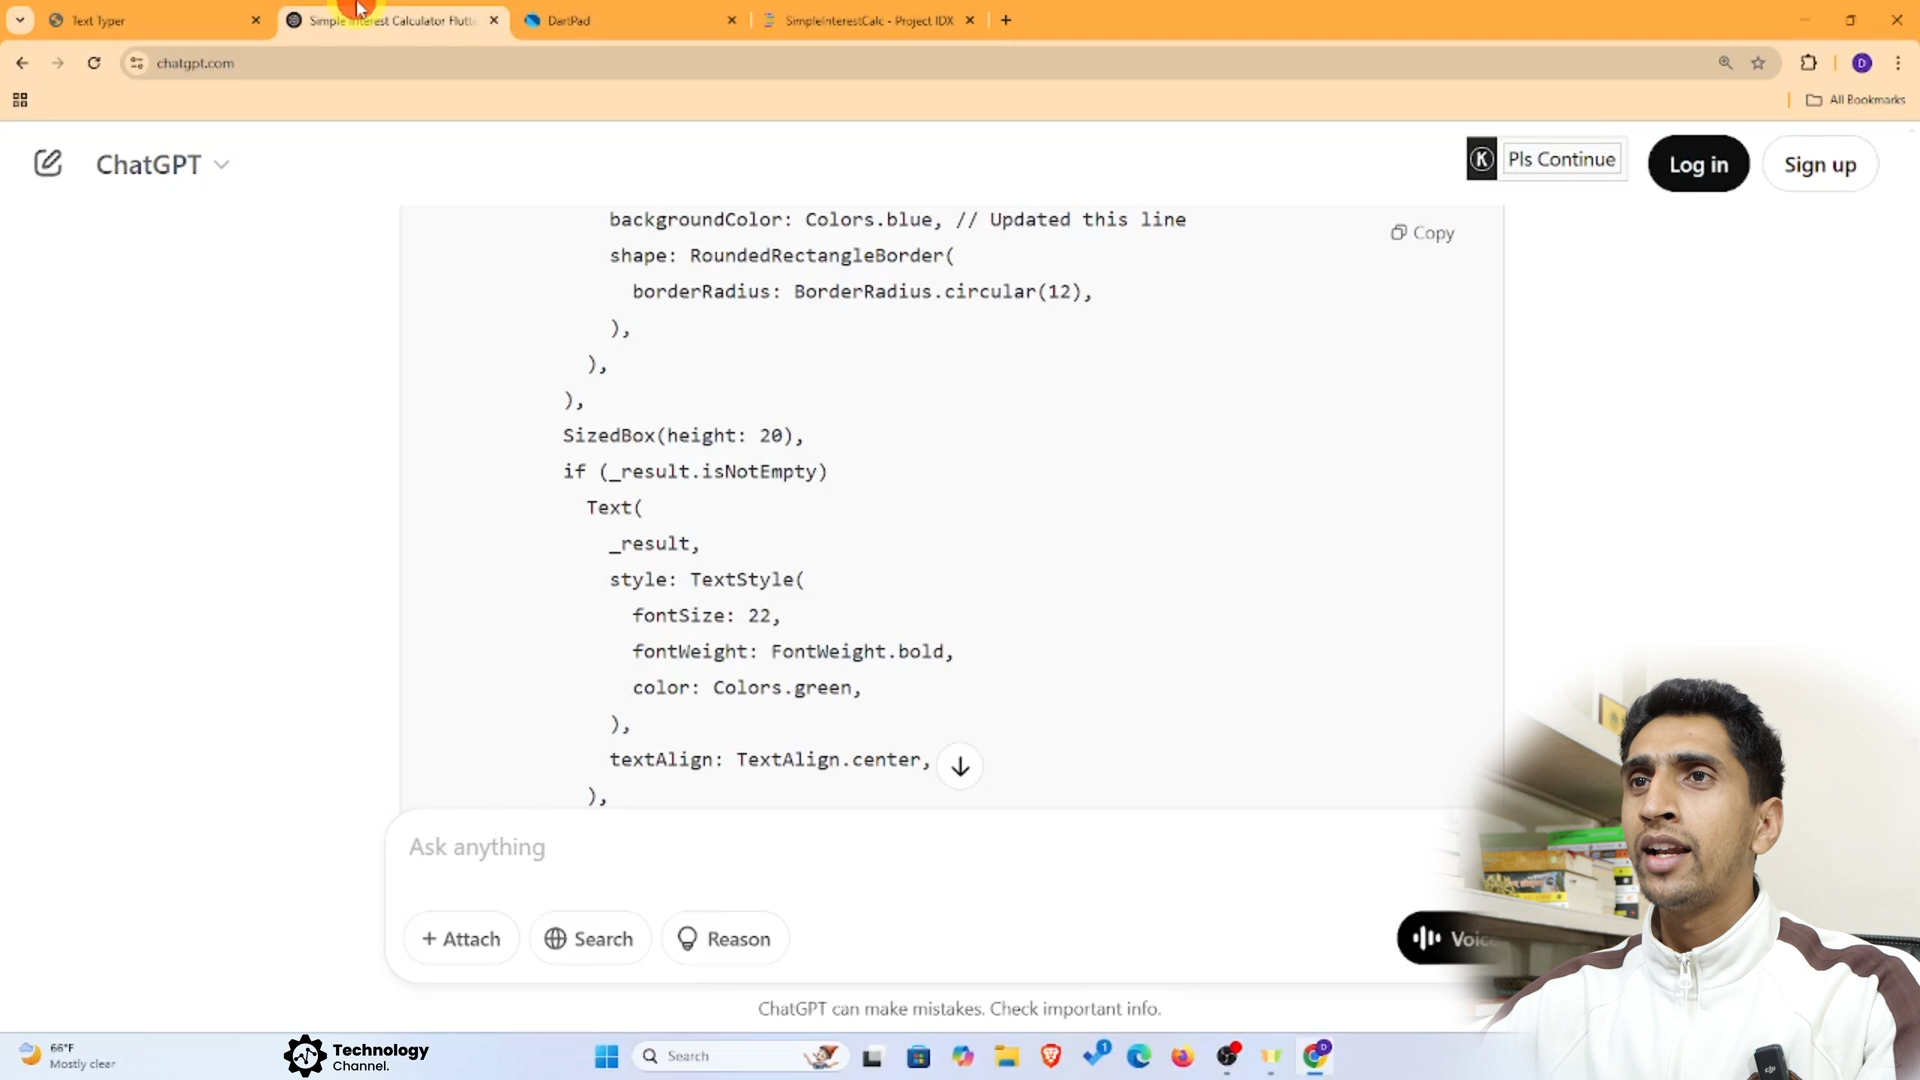 Text Typer
Simple Interest Calculator Flutte
DartPad
SimpleInterestCalc - Project IDX
chatgpt.com
D
All Bookmarks
ChatGPT
K Pls Continue
Log in
Sign up
backgroundColor: Colors.blue, // Updated this line
Copy
shape: RoundedRectangleBorder(
borderRadius: BorderRadius.circular(12),
),
),
),
SizedBox(height: 20),
if (_result.isNotEmpty)
Text(
_result,
style: TextStyle(
fontSize: 22,
fontWeight: FontWeight.bold,
color: Colors.green,
),
textAlign: TextAlign.center,
),
Ask anything
+ Attach
Search
Reason
Voic
ChatGPT can make mistakes. Check important info.
66°F
Mostly clear
Technology
Channel.
Search
1
D